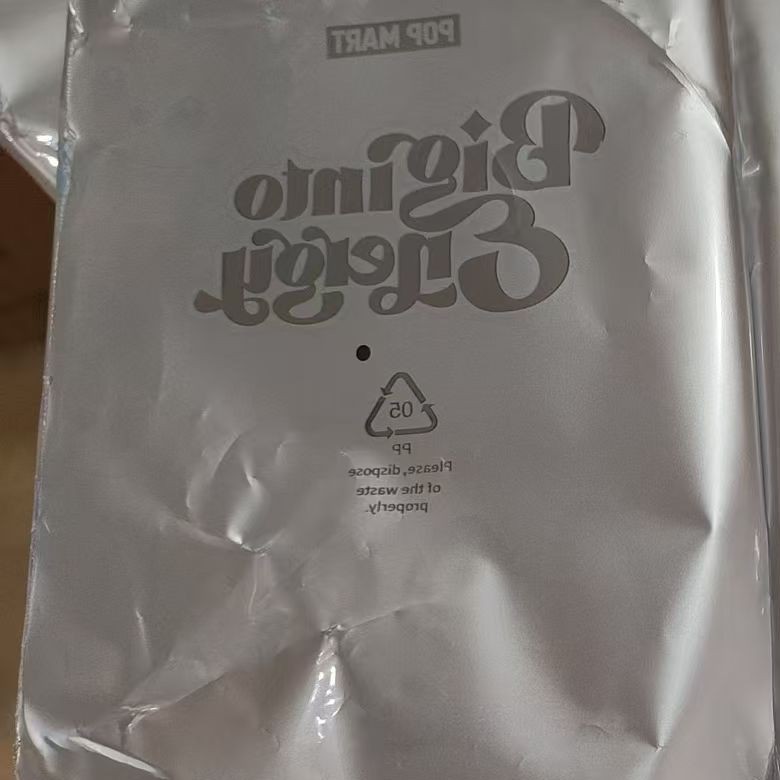 POP MART
Big into
Energy
05
PP
Please, dispose
of the waste
properly.